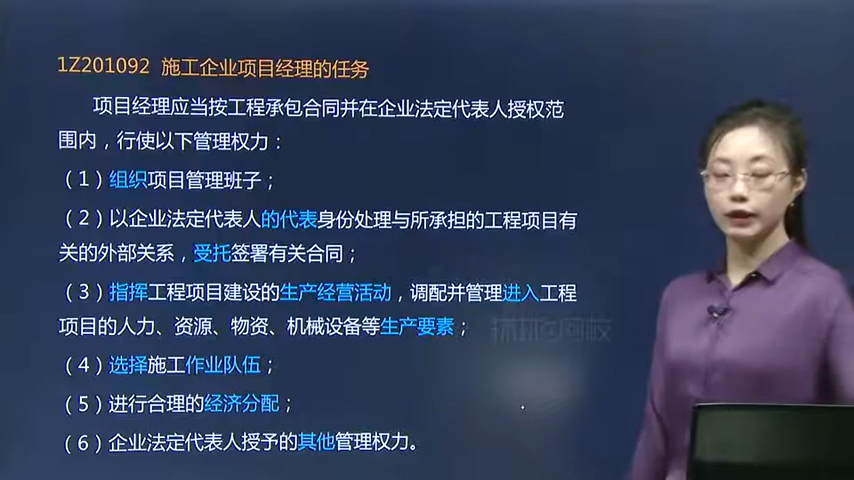 1Z201092 施工企业项目经理的任务
项目经理应当按工程承包合同并在企业法定代表人授权范
围内，行使以下管理权力：
（1）组织项目管理班子；
（2）以企业法定代表人的代表身份处理与所承担的工程项目有
关的外部关系，受托签署有关合同；
（3）指挥工程项目建设的生产经营活动，调配并管理进入工程
项目的人力、资源、物资、机械设备等生产要素；
环球网校
（4）选择施工作业队伍；
（5）进行合理的经济分配；
（6）企业法定代表人授予的其他管理权力。